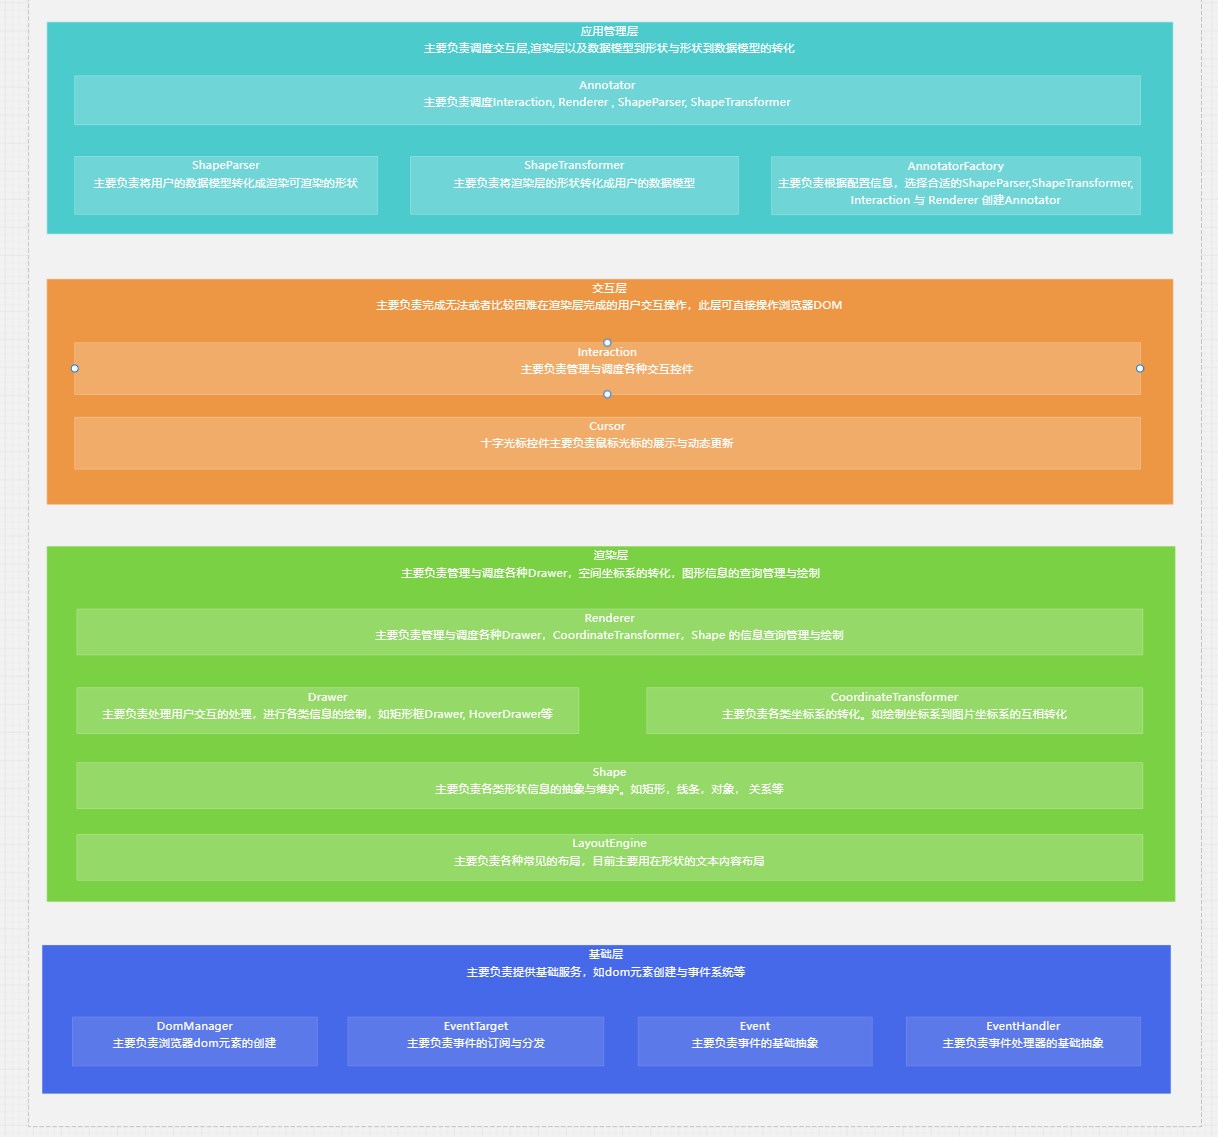 应用管理层
主要负责调度交互层,渲染层以及数据模型到形状与形状到数据模型的转化
Annotator
主要负责调度Interaction, Renderer , ShapeParser, ShapeTransformer
ShapeParser
主要负责将用户的数据模型转化成渲染可渲染的形状
ShapeTransformer
主要负责将渲染层的形状转化成用户的数据模型
AnnotatorFactory
主要负责根据配置信息，选择合适的ShapeParser,ShapeTransformer,
Interaction 与 Renderer 创建Annotator
交互层
主要负责完成无法或者比较困难在渲染层完成的用户交互操作，此层可直接操作浏览器DOM
Interaction
主要负责管理与调度各种交互控件
Cursor
十字光标控件主要负责鼠标光标的展示与动态更新
渲染层
主要负责管理与调度各种Drawer，空间坐标系的转化，图形信息的查询管理与绘制
Renderer
主要负责管理与调度各种Drawer，CoordinateTransformer，Shape 的信息查询管理与绘制
Drawer
主要负责处理用户交互的处理，进行各类信息的绘制，如矩形框Drawer, HoverDrawer等
CoordinateTransformer
主要负责各类坐标系的转化。如绘制坐标系到图片坐标系的互相转化
Shape
主要负责各类形状信息的抽象与维护。如矩形，线条，对象， 关系等
LayoutEngine
主要负责各种常见的布局，目前主要用在形状的文本内容布局
基础层
主要负责提供基础服务，如dom元素创建与事件系统等
DomManager
主要负责浏览器dom元素的创建
EventTarget
主要负责事件的订阅与分发
Event
主要负责事件的基础抽象
EventHandler
主要负责事件处理器的基础抽象